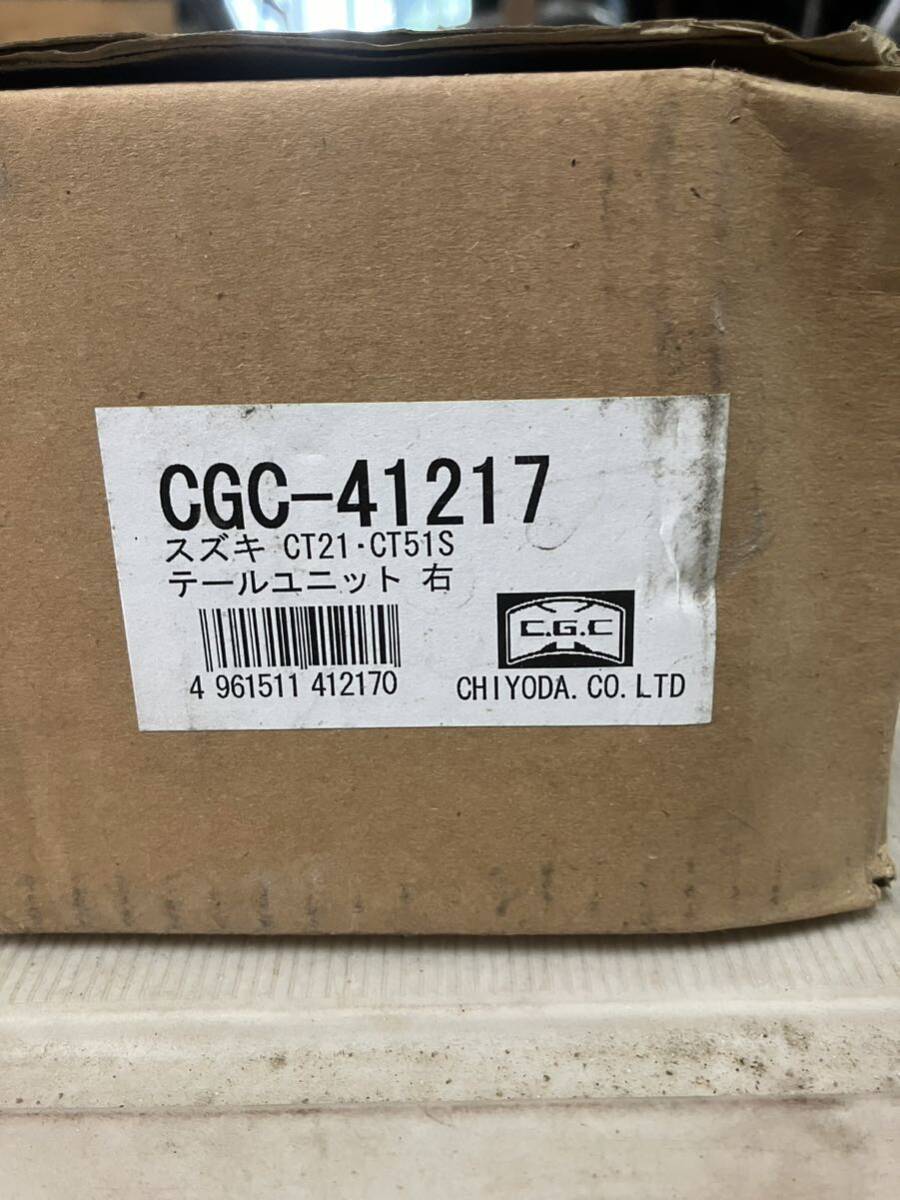 CGC-41217
スズキ CT21・CT51S
テールユニット 右
4 961511 412170
C.G.C
CHIYODA.CO.LTD